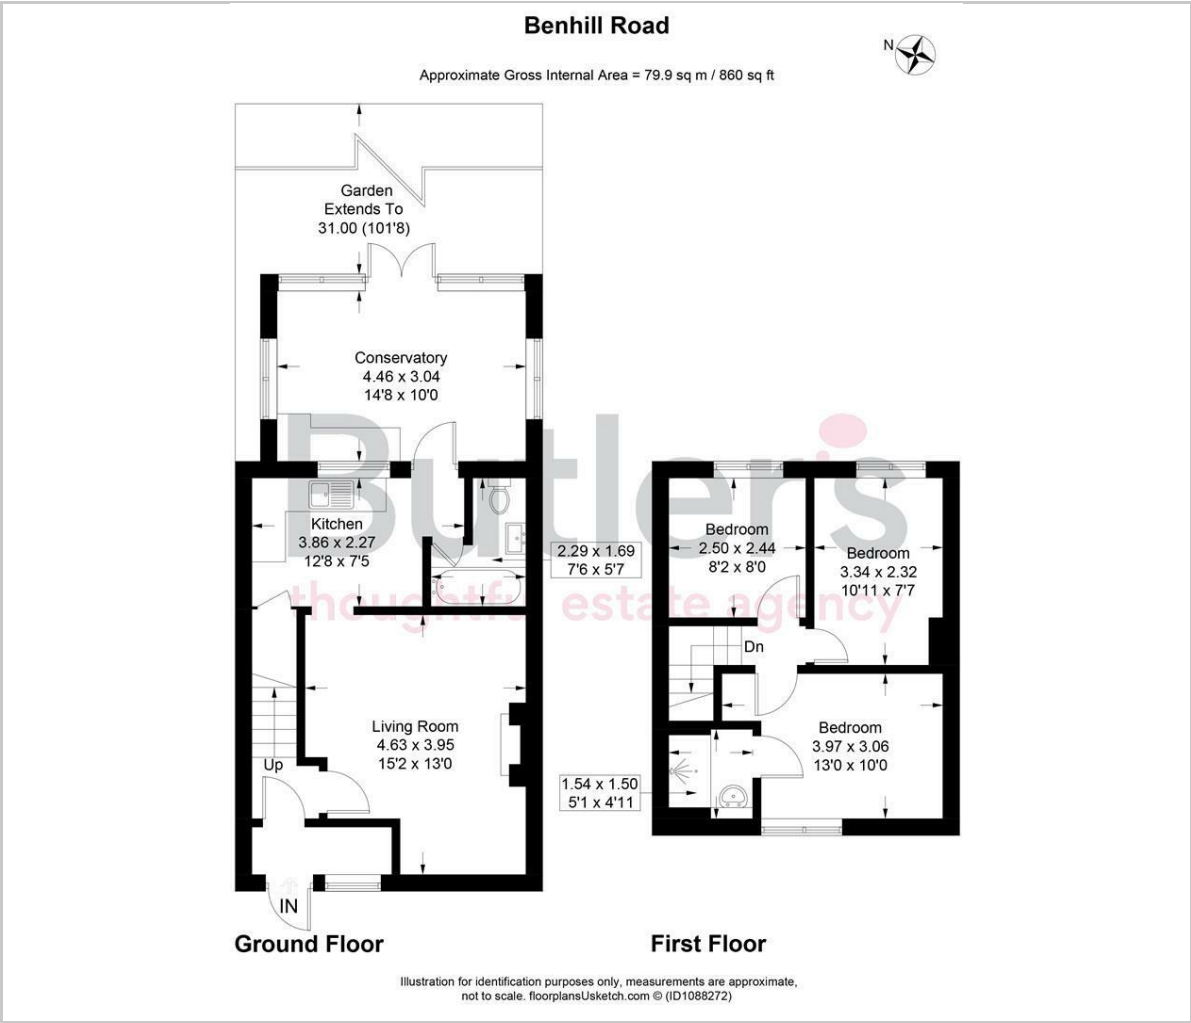 Benhill Road
N
Approximate Gross Internal Area = 79.9 sq m / 860 sq ft
Garden
Extends To
31.00 (101'8)
Conservatory
4.46 x 3.04
14'8 x 10'0
Butler's
thoughtful estate agency
Kitchen
3.86 x 2.27
12'8 x 7'5
2.29 x 1.69
7'6 x 5'7
Bedroom
2.50 x 2.44
8'2 x 8'0
Bedroom
3.34 x 2.32
10'11 x 7'7
Dn
Living Room
4.63 x 3.95
15'2 x 13'0
Up
Bedroom
3.97 x 3.06
13'0 x 10'0
1.54 x 1.50
5'1 x 4'11
IN
Ground Floor
First Floor
Illustration for identification purposes only, measurements are approximate,
not to scale. floorplansUsketch.com © (ID1088272)